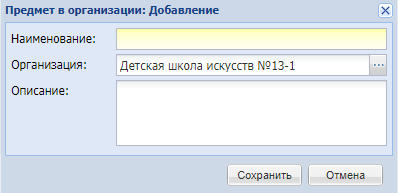 Предмет в организации: Добавление
Наименование:
Организация: Детская школа искусств №13-1 ...
Описание:
Сохранить Отмена